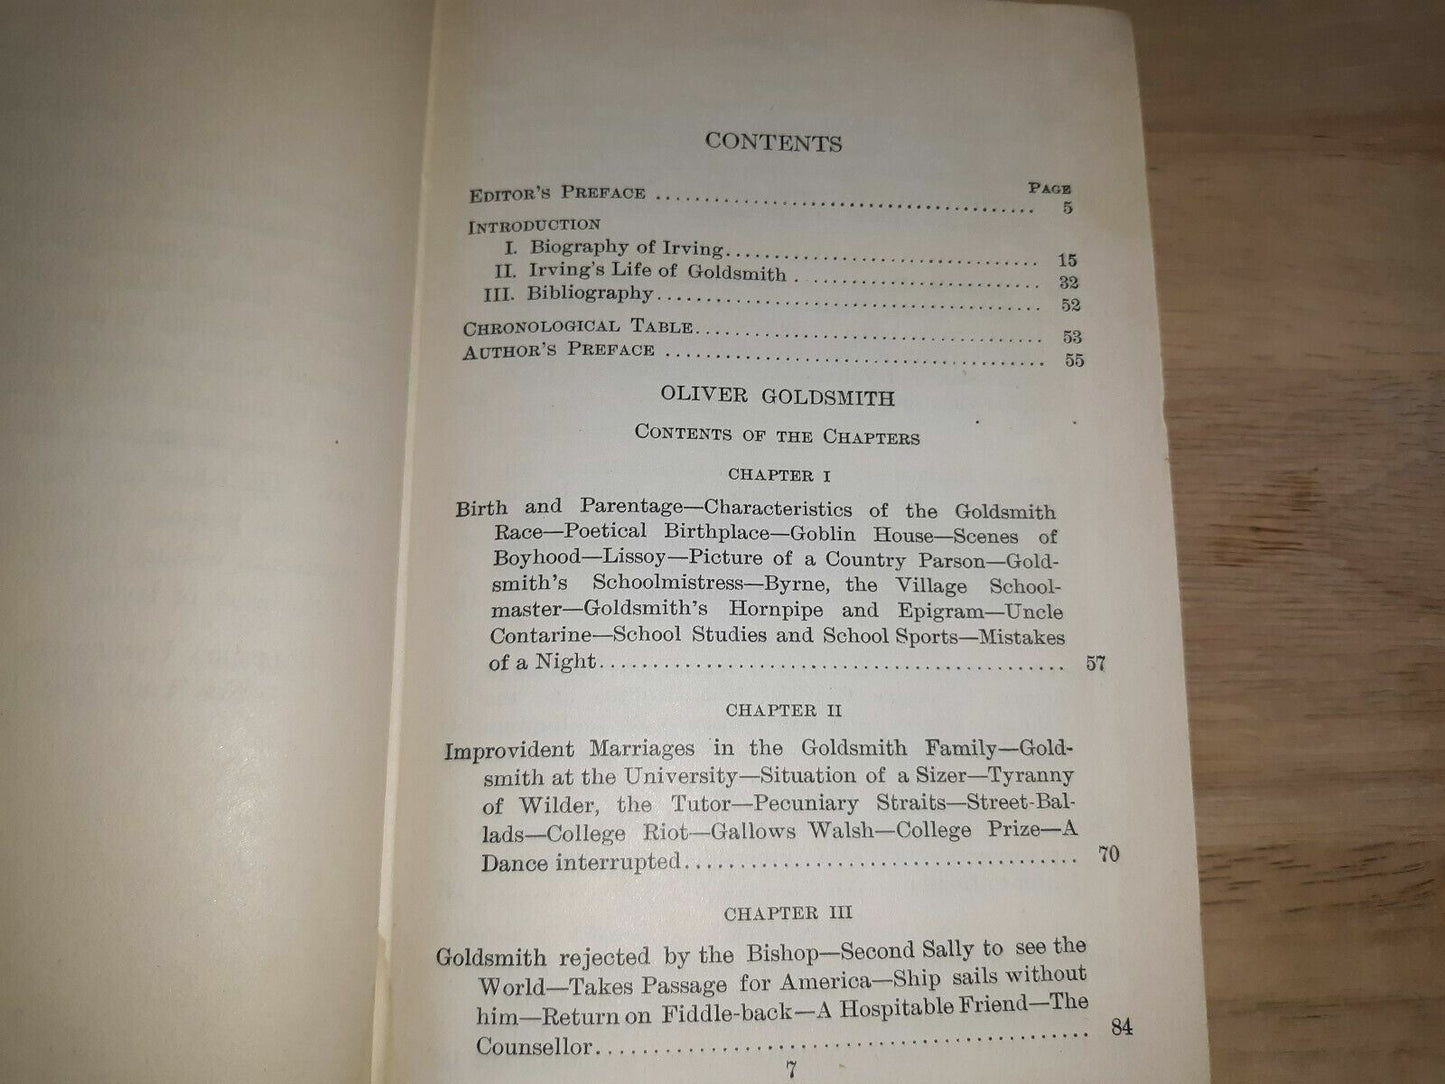 CONTENTS
PAGE
EDITOR'S PREFACE ........................................ 5
INTRODUCTION
I. Biography of Irving................................ 15
II. Irving's Life of Goldsmith .......................... 32
III. Bibliography........................................ 52
CHRONOLOGICAL TABLE.................................... 53
AUTHOR'S PREFACE ....................................... 55
OLIVER GOLDSMITH
CONTENTS OF THE CHAPTERS
CHAPTER I
Birth and Parentage—Characteristics of the Goldsmith
Race—Poetical Birthplace—Goblin House—Scenes of
Boyhood—Lissoy—Picture of a Country Parson—Gold-
smith's Schoolmistress—Byrne, the Village School-
master—Goldsmith's Hornpipe and Epigram—Uncle
Contarine—School Studies and School Sports—Mistakes
of a Night............................................. 57
CHAPTER II
Improvident Marriages in the Goldsmith Family—Gold-
smith at the University—Situation of a Sizer—Tyranny
of Wilder, the Tutor—Pecuniary Straits—Street-Bal-
lads—College Riot—Gallows Walsh—College Prize—A
Dance interrupted...................................... 70
CHAPTER III
Goldsmith rejected by the Bishop—Second Sally to see the
World—Takes Passage for America—Ship sails without
him—Return on Fiddle-back—A Hospitable Friend—The
Counsellor............................................. 84
7